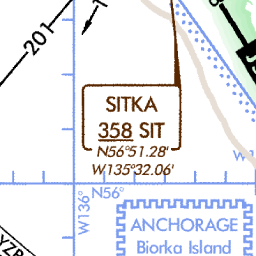 201
SITKA
358 SIT
N56°51.28'
W135°32.06'
N56°
W136°
ANCHORAGE
Biorka Island